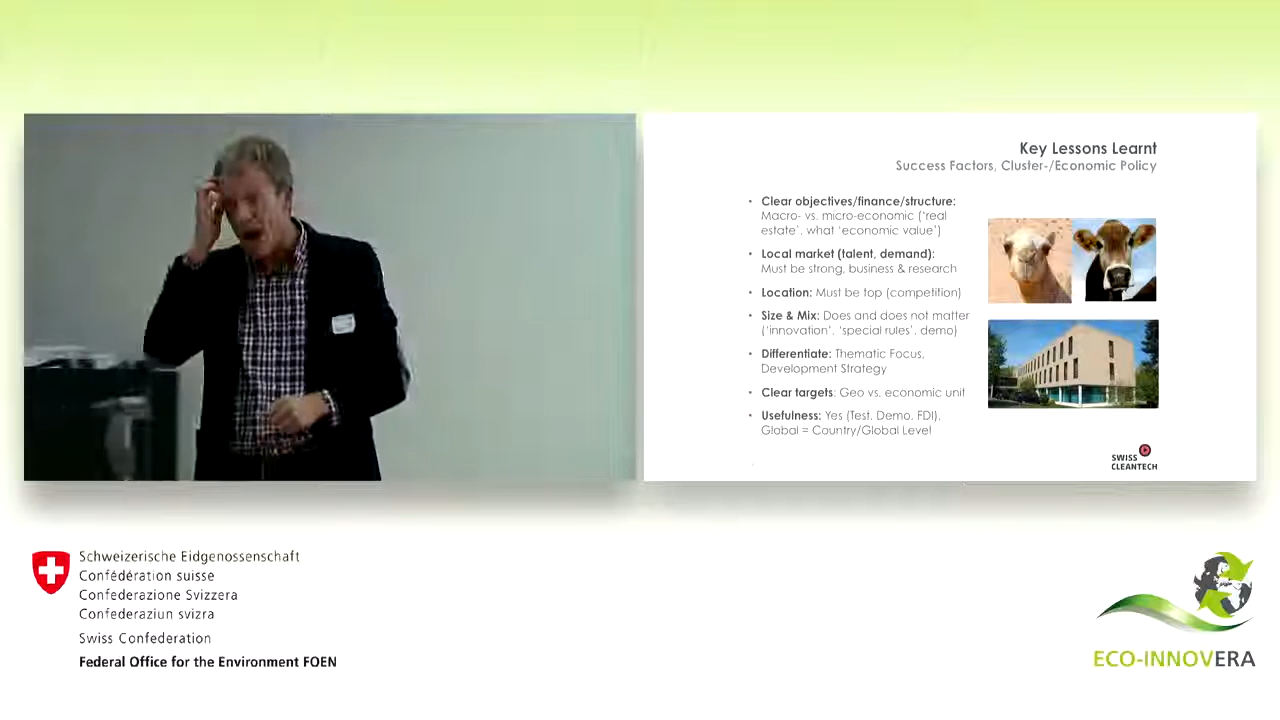 Key Lessons Learnt
Success Factors, Cluster-/Economic Policy
• Clear objectives/finance/structure:
Macro- vs. micro-economic ('real
estate', what 'economic value')
• Local market (talent, demand):
Must be strong, business & research
• Location: Must be top (competition)
• Size & Mix: Does and does not matter
('innovation', 'special rules', demo)
• Differentiate: Thematic Focus,
Development Strategy
• Clear targets: Geo vs. economic unit
• Usefulness: Yes (Test, Demo, FDI),
Global = Country/Global Level
SWISS
CLEANTECH
Schweizerische Eidgenossenschaft
Confédération suisse
Confederazione Svizzera
Confederaziun svizra
Swiss Confederation
Federal Office for the Environment FOEN
ECO-INNOVERA